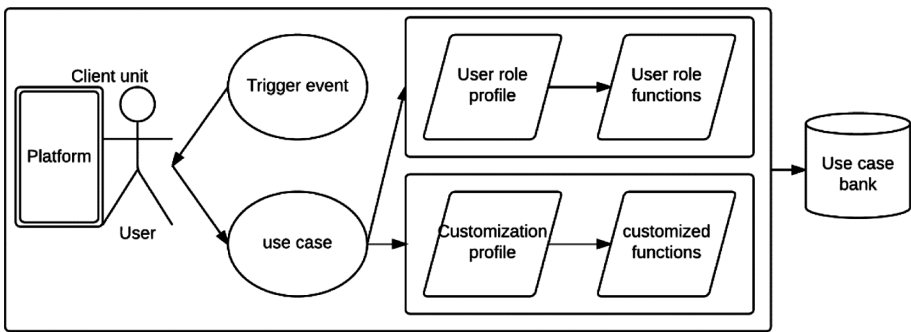 Client unit
Platform
User
Trigger event
use case
User role
profile
User role
functions
Customization
profile
customized
functions
Use case
bank